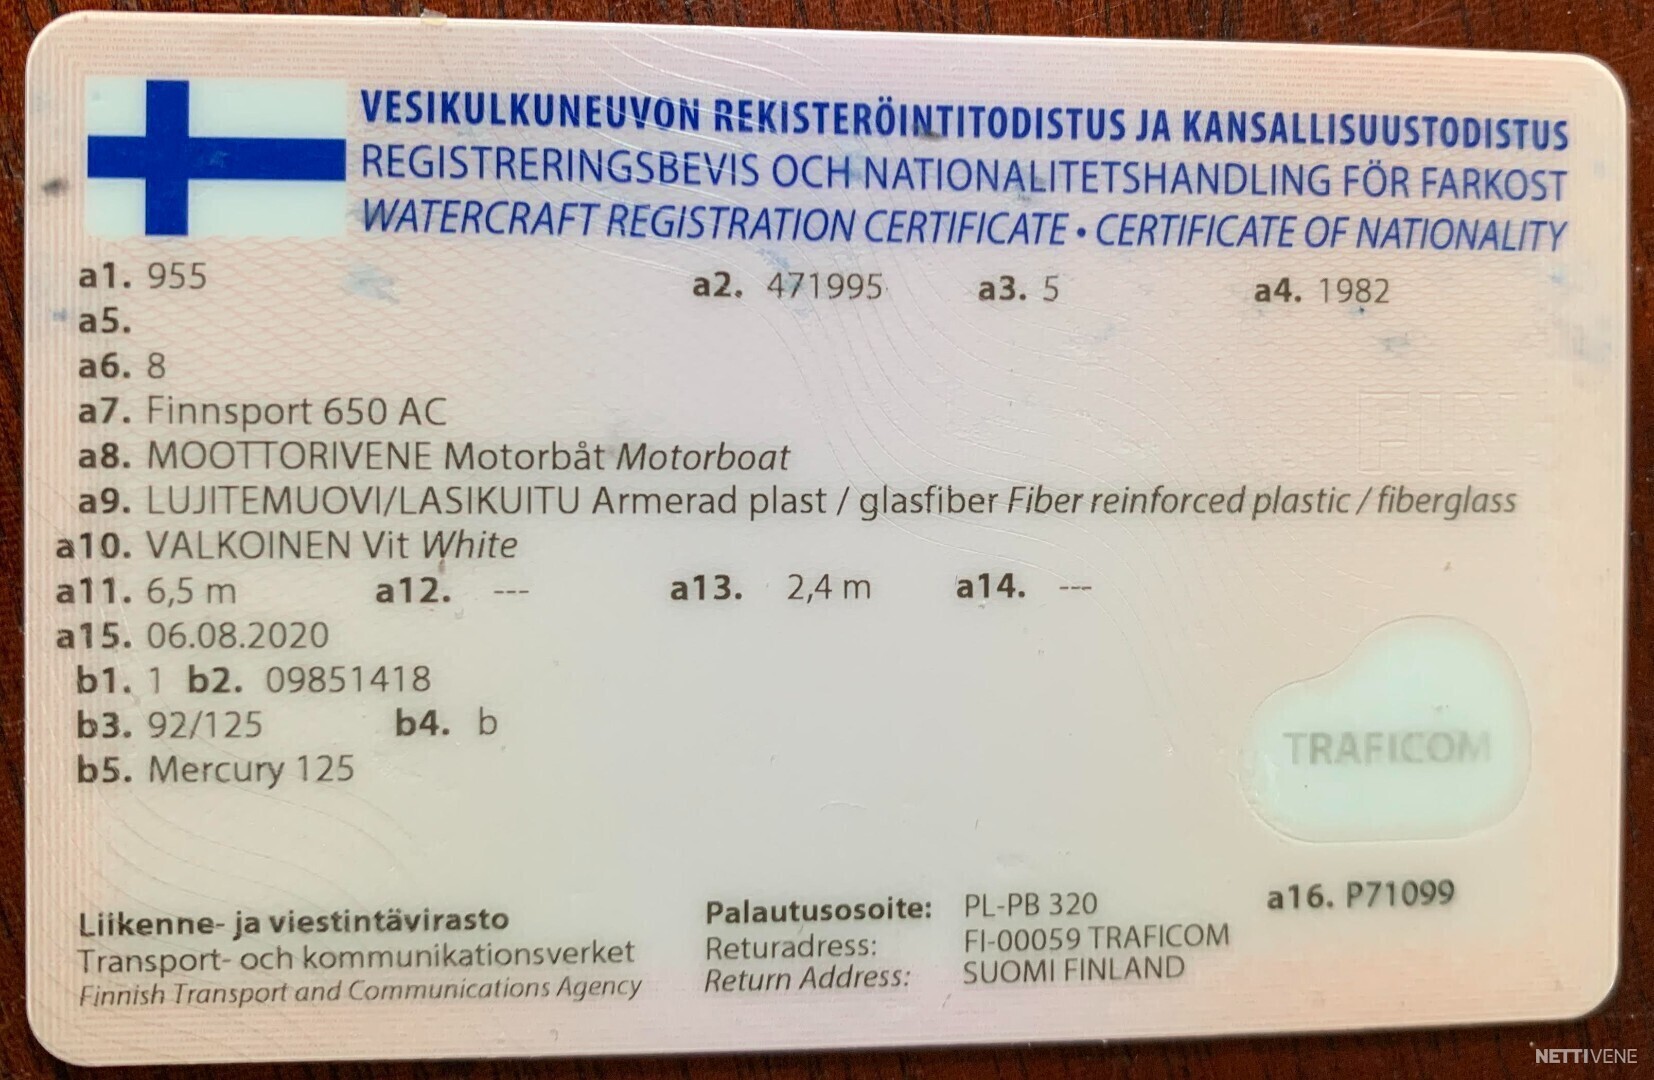 VESIKULKUNEUVON REKISTERÖINTITODISTUS JA KANSALLISUUSTODISTUS
REGISTRERINGSBEVIS OCH NATIONALITETSHANDLING FÖR FARKOST
WATERCRAFT REGISTRATION CERTIFICATE • CERTIFICATE OF NATIONALITY
a1. 955 a2. 471995 a3. 5 a4. 1982
a5.
a6. 8
a7. Finnsport 650 AC
a8. MOOTTORIVENE Motorbåt Motorboat
a9. LUJITEMUOVI/LASIKUITU Armerad plast / glasfiber Fiber reinforced plastic / fiberglass
a10. VALKOINEN Vit White
a11. 6,5 m a12. --- a13. 2,4 m a14. ---
a15. 06.08.2020
b1. 1 b2. 09851418
b3. 92/125 b4. b
b5. Mercury 125
TRAFICOM
a16. P71099
Liikenne- ja viestintävirasto
Transport- och kommunikationsverket
Finnish Transport and Communications Agency
Palautusosoite: PL-PB 320
Returadress: FI-00059 TRAFICOM
Return Address: SUOMI FINLAND
NETTIVENE